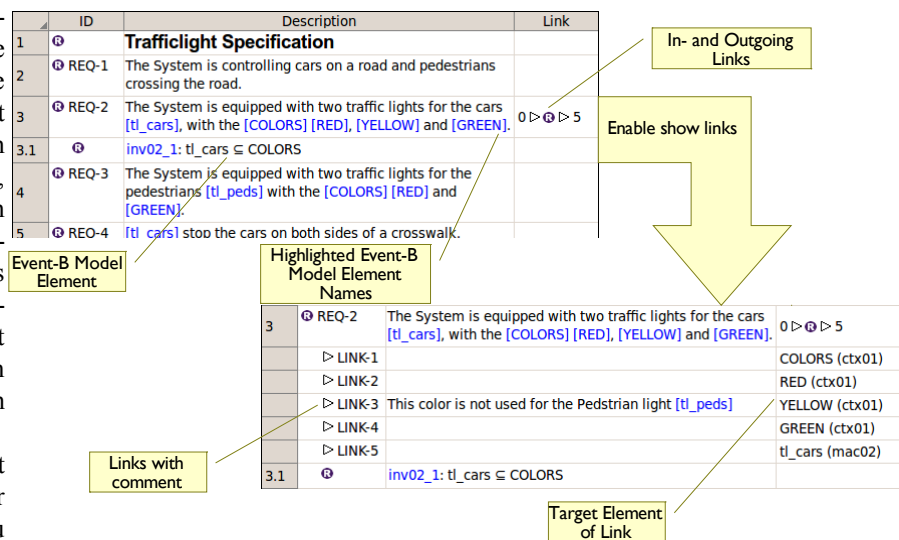 ID Description Link
1 Trafficlight Specification
2 REQ-1 The System is controlling cars on a road and pedestrians
crossing the road.
3 REQ-2 The System is equipped with two traffic lights for the cars
[tl_cars], with the [COLORS] [RED], [YELLOW] and [GREEN]. 0 ▷ R ▷ 5
3.1 inv02_1: tl_cars ⊆ COLORS
4 REQ-3 The System is equipped with two traffic lights for the
pedestrians [tl_peds] with the [COLORS] [RED] and
[GREEN].
5 REQ-4 [tl_cars] stop the cars on both sides of a crosswalk.
In- and Outgoing
Links
Enable show links
Event-B Model
Element
Highlighted Event-B
Model Element
Names
3 REQ-2 The System is equipped with two traffic lights for the cars
[tl_cars], with the [COLORS] [RED], [YELLOW] and [GREEN]. 0 ▷ R ▷ 5
▷ LINK-1 COLORS (ctx01)
▷ LINK-2 RED (ctx01)
▷ LINK-3 This color is not used for the Pedstrian light [tl_peds] YELLOW (ctx01)
▷ LINK-4 GREEN (ctx01)
▷ LINK-5 tl_cars (mac02)
3.1 R inv02_1: tl_cars ⊆ COLORS
Links with
comment
Target Element
of Link